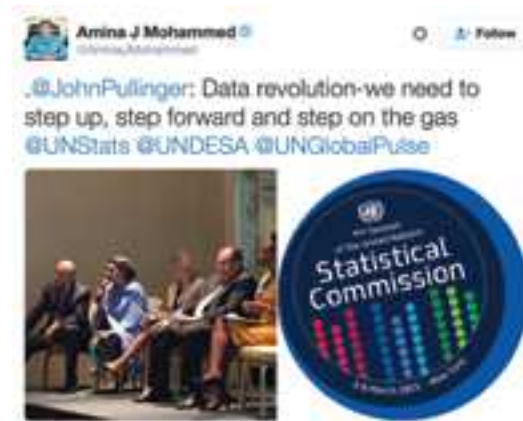 Amina J Mohammed
Follow
.@JohnPullinger: Data revolution-we need to
step up, step forward and step on the gas
@UNStats @UNDESA @UNGlobalPulse
Statistical
Commission